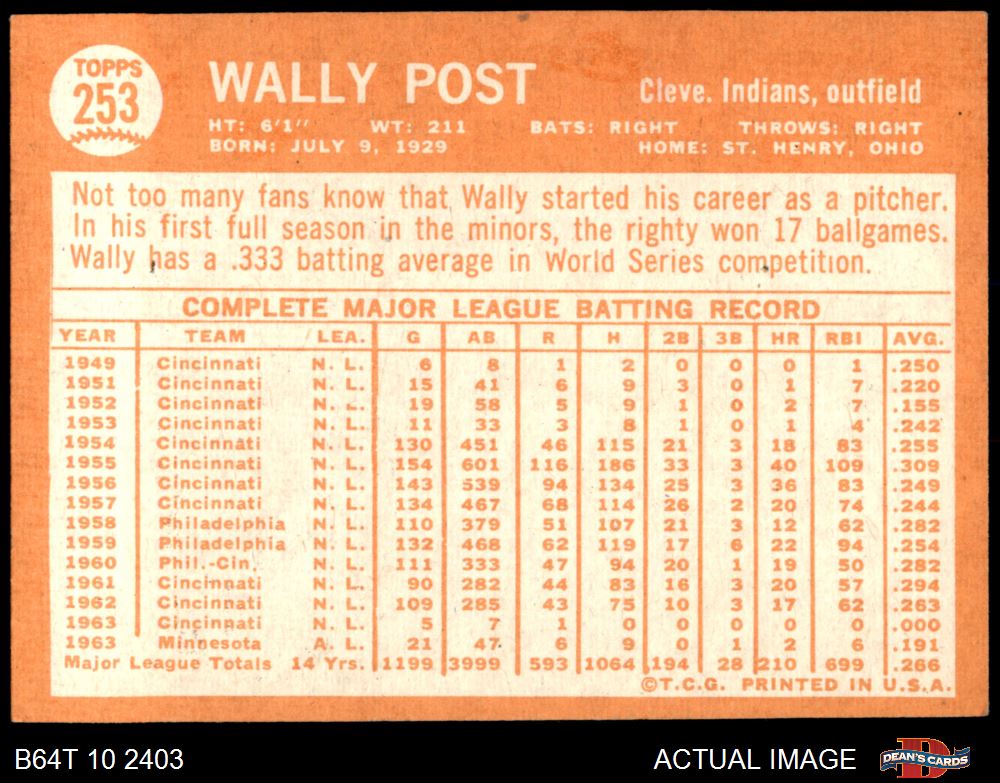 TOPPS
253
WALLY POST
Cleve. Indians, outfield
HT: 6'1'' WT: 211 BATS: RIGHT THROWS: RIGHT
BORN: JULY 9, 1929 HOME: ST. HENRY, OHIO
Not too many fans know that Wally started his career as a pitcher.
In his first full season in the minors, the righty won 17 ballgames.
Wally has a .333 batting average in World Series competition.
COMPLETE MAJOR LEAGUE BATTING RECORD
YEAR TEAM LEA. G AB R H 2B 3B HR RBI AVG.
1949 Cincinnati N. L. 6 8 1 2 0 0 0 1 .250
1951 Cincinnati N. L. 15 41 6 9 3 0 1 7 .220
1952 Cincinnati N. L. 19 58 5 9 1 0 2 7 .155
1953 Cincinnati N. L. 11 33 3 8 1 0 1 4 .242
1954 Cincinnati N. L. 130 451 46 115 21 3 18 83 .255
1955 Cincinnati N. L. 154 601 116 186 33 3 40 109 .309
1956 Cincinnati N. L. 143 539 94 134 25 3 36 83 .249
1957 Cincinnati N. L. 134 467 68 114 26 2 20 74 .244
1958 Philadelphia N. L. 110 379 51 107 21 3 12 62 .282
1959 Philadelphia N. L. 132 468 62 119 17 6 22 94 .254
1960 Phil.-Cin. N. L. 111 333 47 94 20 1 19 50 .282
1961 Cincinnati N. L. 90 282 44 83 16 3 20 57 .294
1962 Cincinnati N. L. 109 285 43 75 10 3 17 62 .263
1963 Cincinnati N. L. 5 7 1 0 0 0 0 0 .000
1963 Minnesota A. L. 21 47 6 9 0 1 2 6 .191
Major League Totals 14 Yrs. 1199 3999 593 1064 194 28 210 699 .266
©T.C.G. PRINTED IN U.S.A.
B64T 10 2403
ACTUAL IMAGE
DEAN'S CARDS